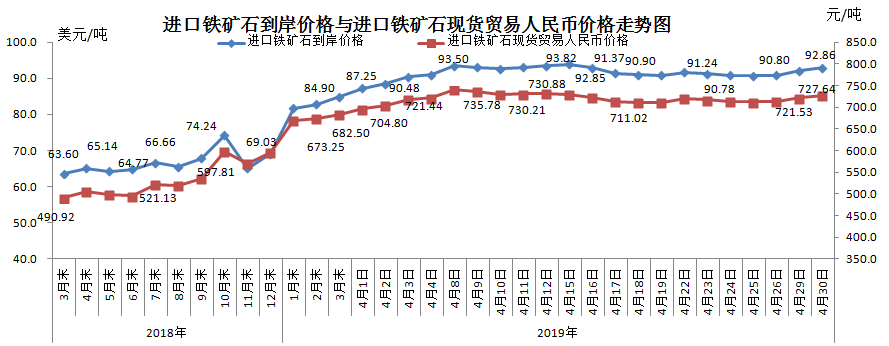 进口铁矿石到岸价格与进口铁矿石现货贸易人民币价格走势图
美元/吨
元/吨
进口铁矿石到岸价格 进口铁矿石现货贸易人民币价格
100.0
90.0
80.0
70.0
60.0
50.0
40.0
850.0
800.0
750.0
700.0
650.0
600.0
550.0
500.0
450.0
400.0
350.0
63.60 65.14 64.77 66.66 74.24 69.03 84.90 87.25 90.48 93.50 93.82 92.85 91.37 90.90 91.24 90.78 90.80 92.86
490.92 521.13 597.81 673.25 682.50 704.80 721.44 735.78 730.21 730.88 711.02 721.53 727.64
3月末 4月末 5月末 6月末 7月末 8月末 9月末 10月末 11月末 12月末 1月末 2月末 3月末 4月1日 4月2日 4月3日 4月4日 4月8日 4月9日 4月10日 4月11日 4月12日 4月15日 4月16日 4月17日 4月18日 4月19日 4月22日 4月23日 4月24日 4月25日 4月26日 4月29日 4月30日
2018年 2019年